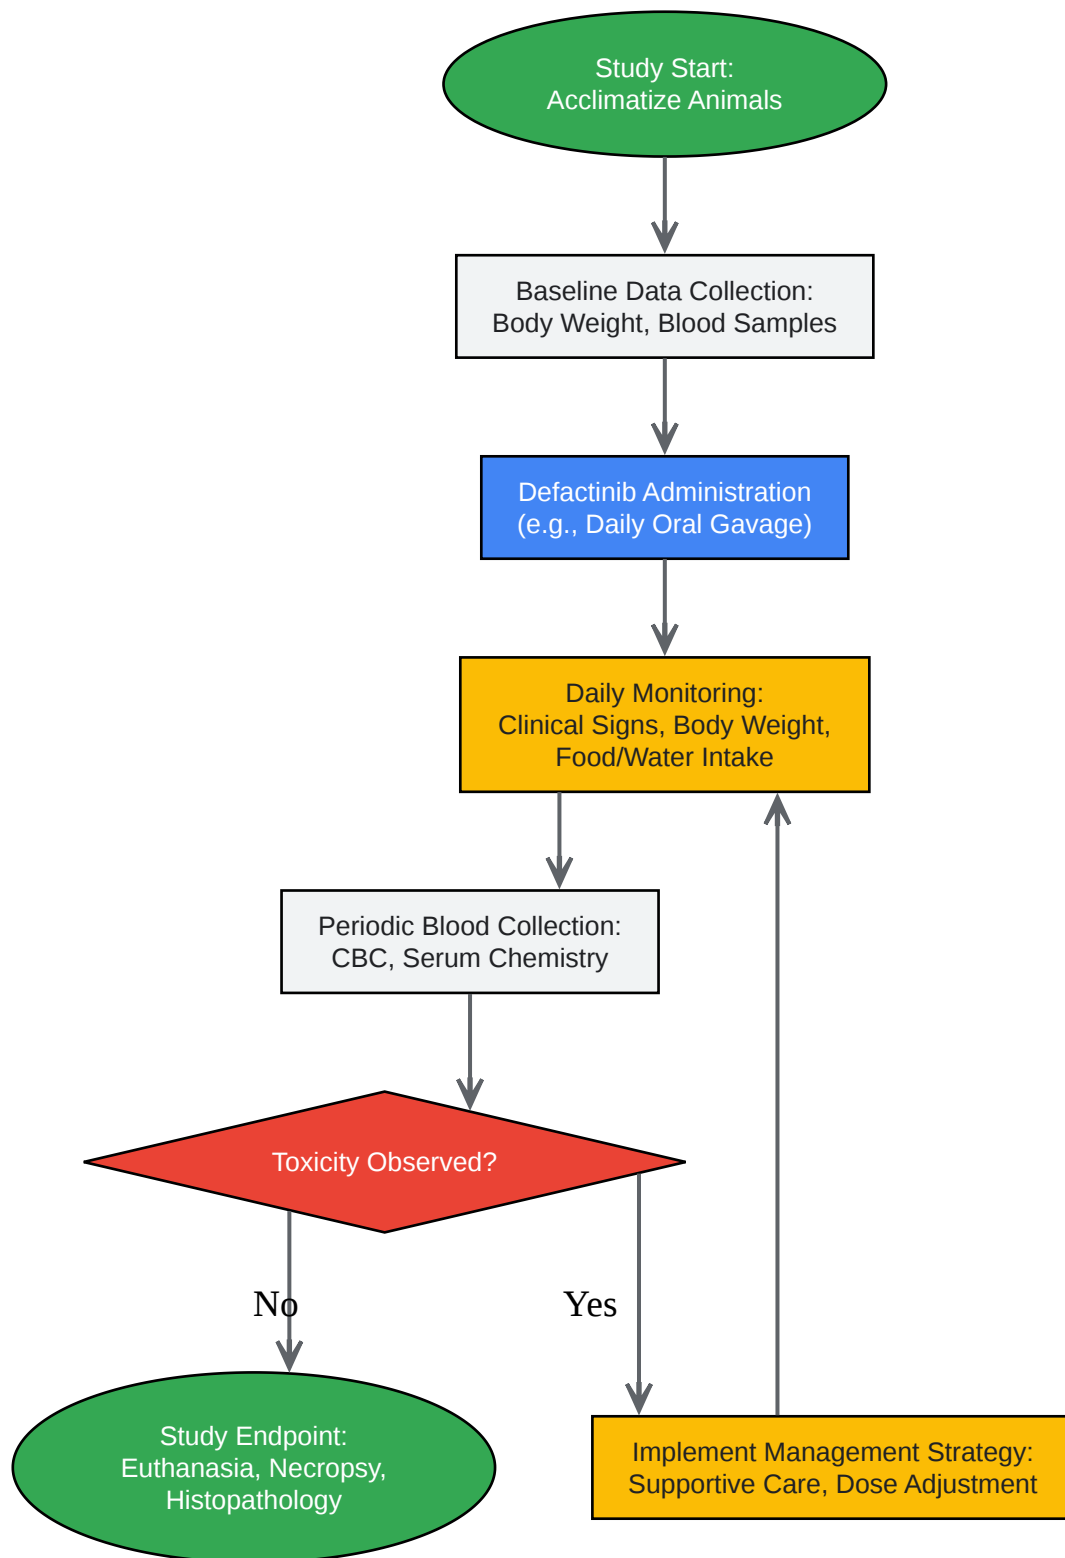 Study Start:
Acclimatize Animals
Baseline Data Collection:
Body Weight, Blood Samples
Defactinib Administration
(e.g., Daily Oral Gavage)
Daily Monitoring:
Clinical Signs, Body Weight,
Food/Water Intake
Periodic Blood Collection:
CBC, Serum Chemistry
Toxicity Observed?
No
Yes
Study Endpoint:
Euthanasia, Necropsy,
Histopathology
Implement Management Strategy:
Supportive Care, Dose Adjustment